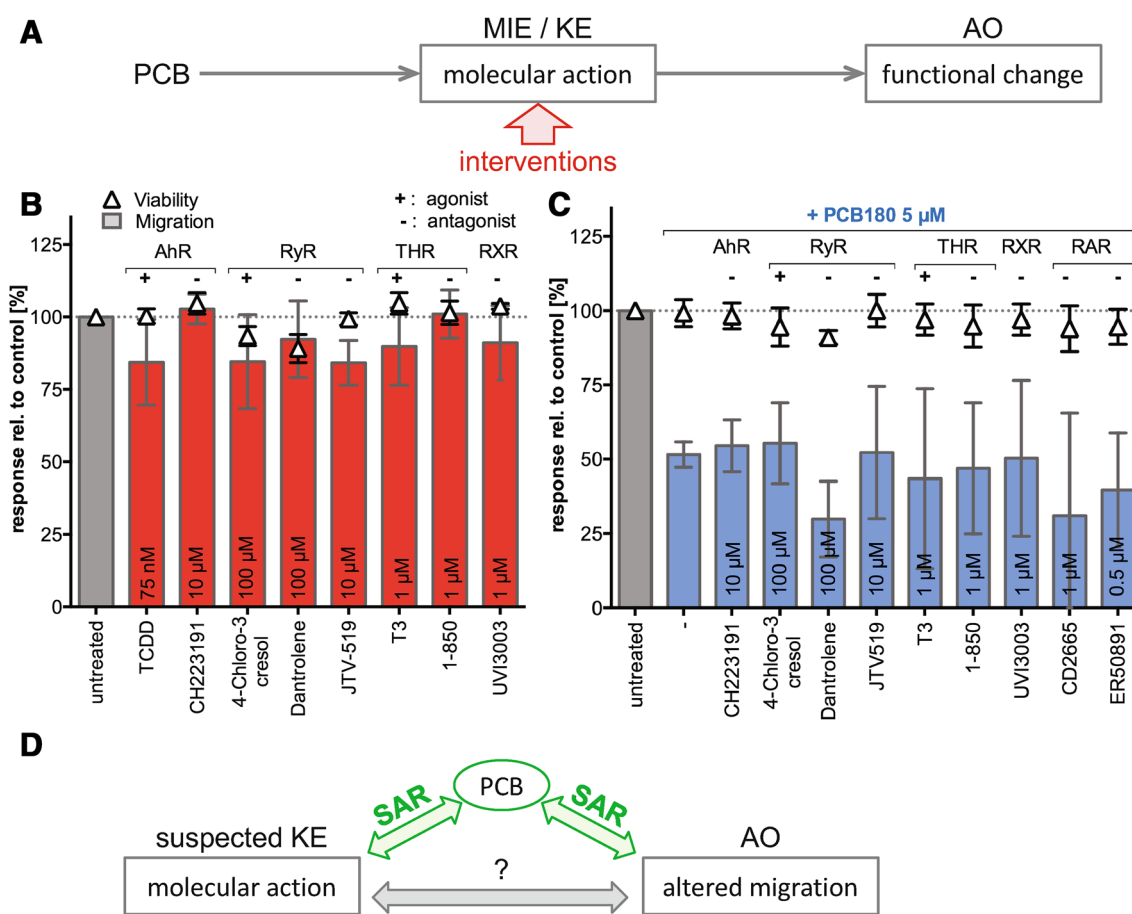 A
MIE / KE
AO
PCB
molecular action
functional change
interventions
B
Viability
Migration
+ : agonist
- : antagonist
AhR
RyR
THR
RXR
+ - + - - + - -
response rel. to control [%]
125
100
75
50
25
0
75 nM
10 µM
100 µM
100 µM
10 µM
1 µM
1 µM
1 µM
untreated
TCDD
CH223191
4-Chloro-3
cresol
Dantrolene
JTV-519
T3
1-850
UVI3003
C
+ PCB180 5 µM
AhR
RyR
THR
RXR
RAR
- + - - + - - - -
response rel. to control [%]
125
100
75
50
25
0
10 µM
100 µM
100 µM
10 µM
1 µM
1 µM
1 µM
1 µM
0.5 µM
untreated
-
CH223191
4-Chloro-3
cresol
Dantrolene
JTV519
T3
1-850
UVI3003
CD2665
ER50891
D
PCB
SAR
SAR
suspected KE
AO
molecular action
?
altered migration